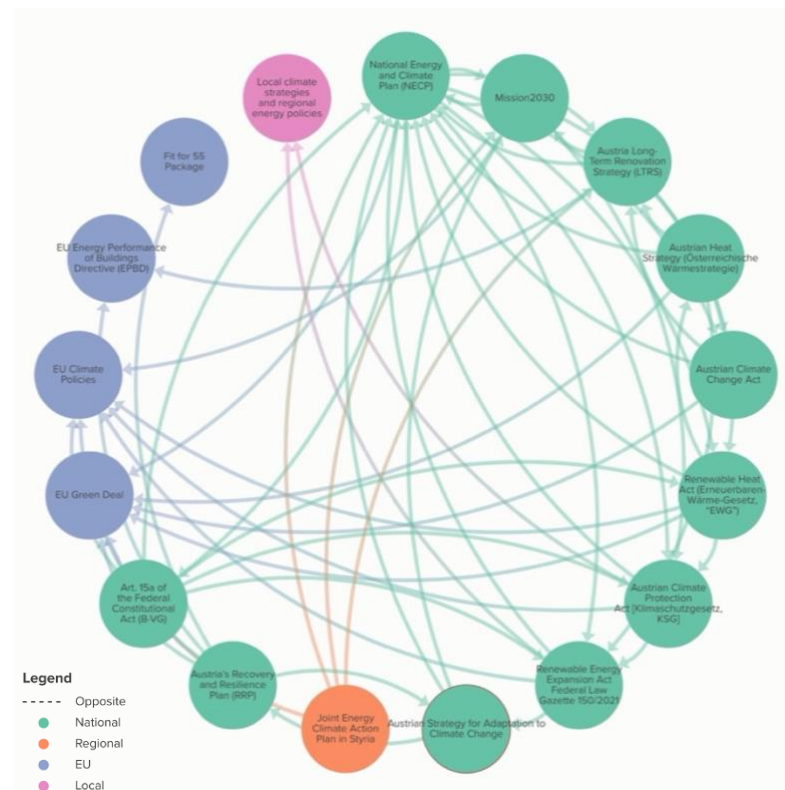 National Energy
and Climate
Plan (NECP)
Local climate
strategies
and regional
energy policies
Mission2030
Fit for 55
Package
Austria Long-
Term Renovation
Strategy (LTRS)
EU Energy Performance
of Buildings
Directive (EPBD)
Austrian Heat
Strategy (Österreichische
Wärmestrategie)
EU Climate
Policies
Austrian Climate
Change Act
EU Green Deal
Renewable Heat
Act (Erneuerbaren-
Wärme-Gesetz,
"EWG")
Art. 15a of
the Federal
Constitutional
Act (B-VG)
Austrian Climate
Protection
Act [Klimaschutzgesetz,
KSG]
Austria's Recovery
and Resilience
Plan (RRP)
Renewable Energy
Expansion Act
Federal Law
Gazette 150/2021
Joint Energy
Climate Action
Plan in Styria
Austrian Strategy for Adaptation to
Climate Change
Legend
Opposite
National
Regional
EU
Local